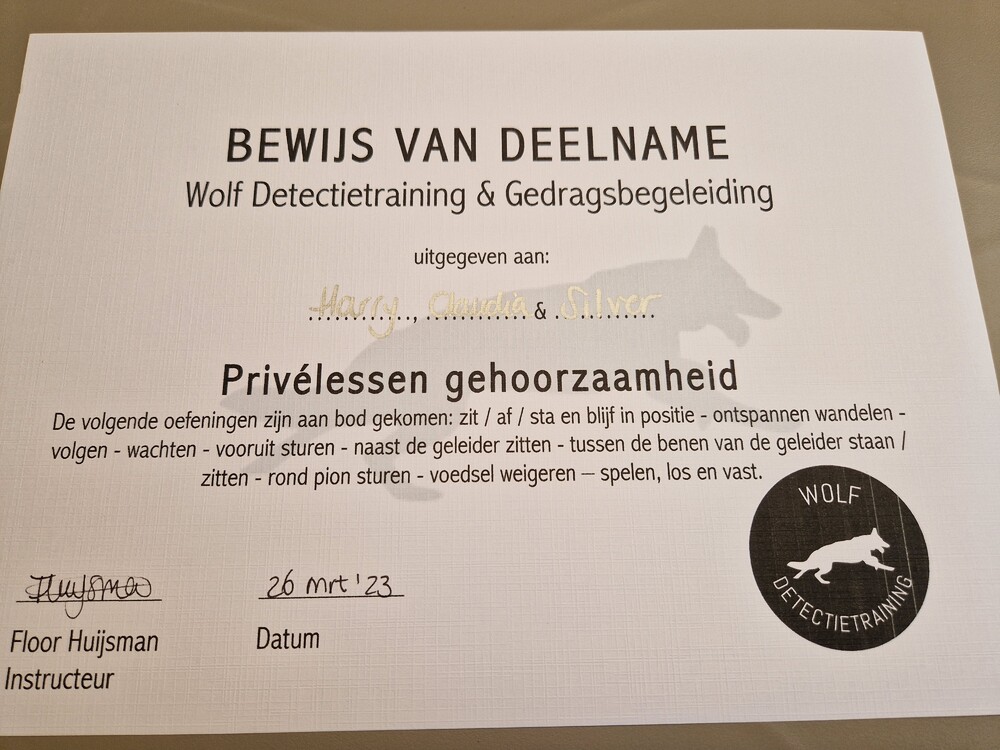 BEWIJS VAN DEELNAME
Wolf Detectietraining & Gedragsbegeleiding
uitgegeven aan:
Harry, Claudia & Silver
Privélessen gehoorzaamheid
De volgende oefeningen zijn aan bod gekomen: zit / af / sta en blijf in positie - ontspannen wandelen -
volgen - wachten - vooruit sturen - naast de geleider zitten - tussen de benen van de geleider staan /
zitten - rond pion sturen - voedsel weigeren – spelen, los en vast.
WOLF
DETECTIETRAINING
FHuijsman 26 mrt '23
Floor Huijsman Datum
Instructeur